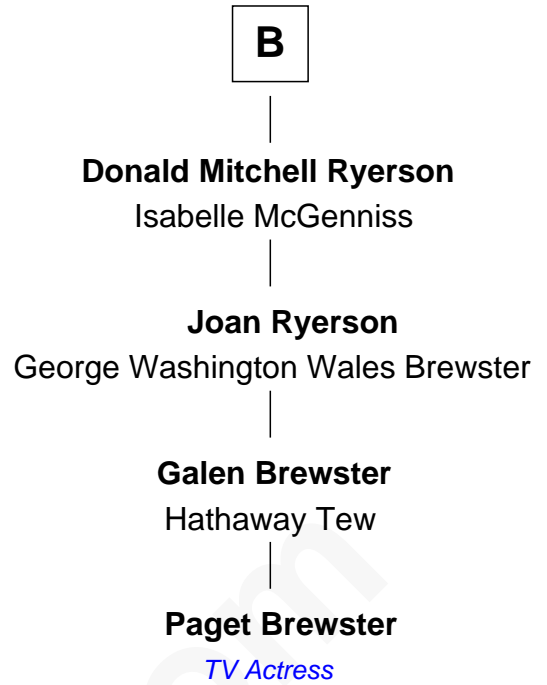 B
Donald Mitchell Ryerson
Isabelle McGenniss
Joan Ryerson
George Washington Wales Brewster
Galen Brewster
Hathaway Tew
Paget Brewster
TV Actress